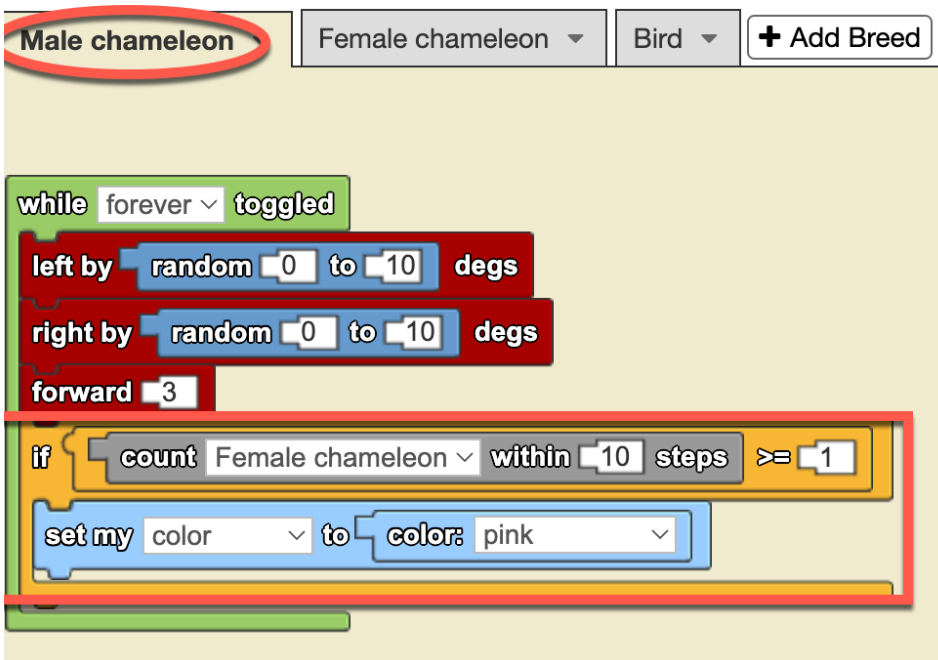 Male chameleon Female chameleon Bird + Add Breed
while forever toggled
left by random 0 to 10 degs
right by random 0 to 10 degs
forward 3
if count Female chameleon within 10 steps >= 1
set my color to color: pink